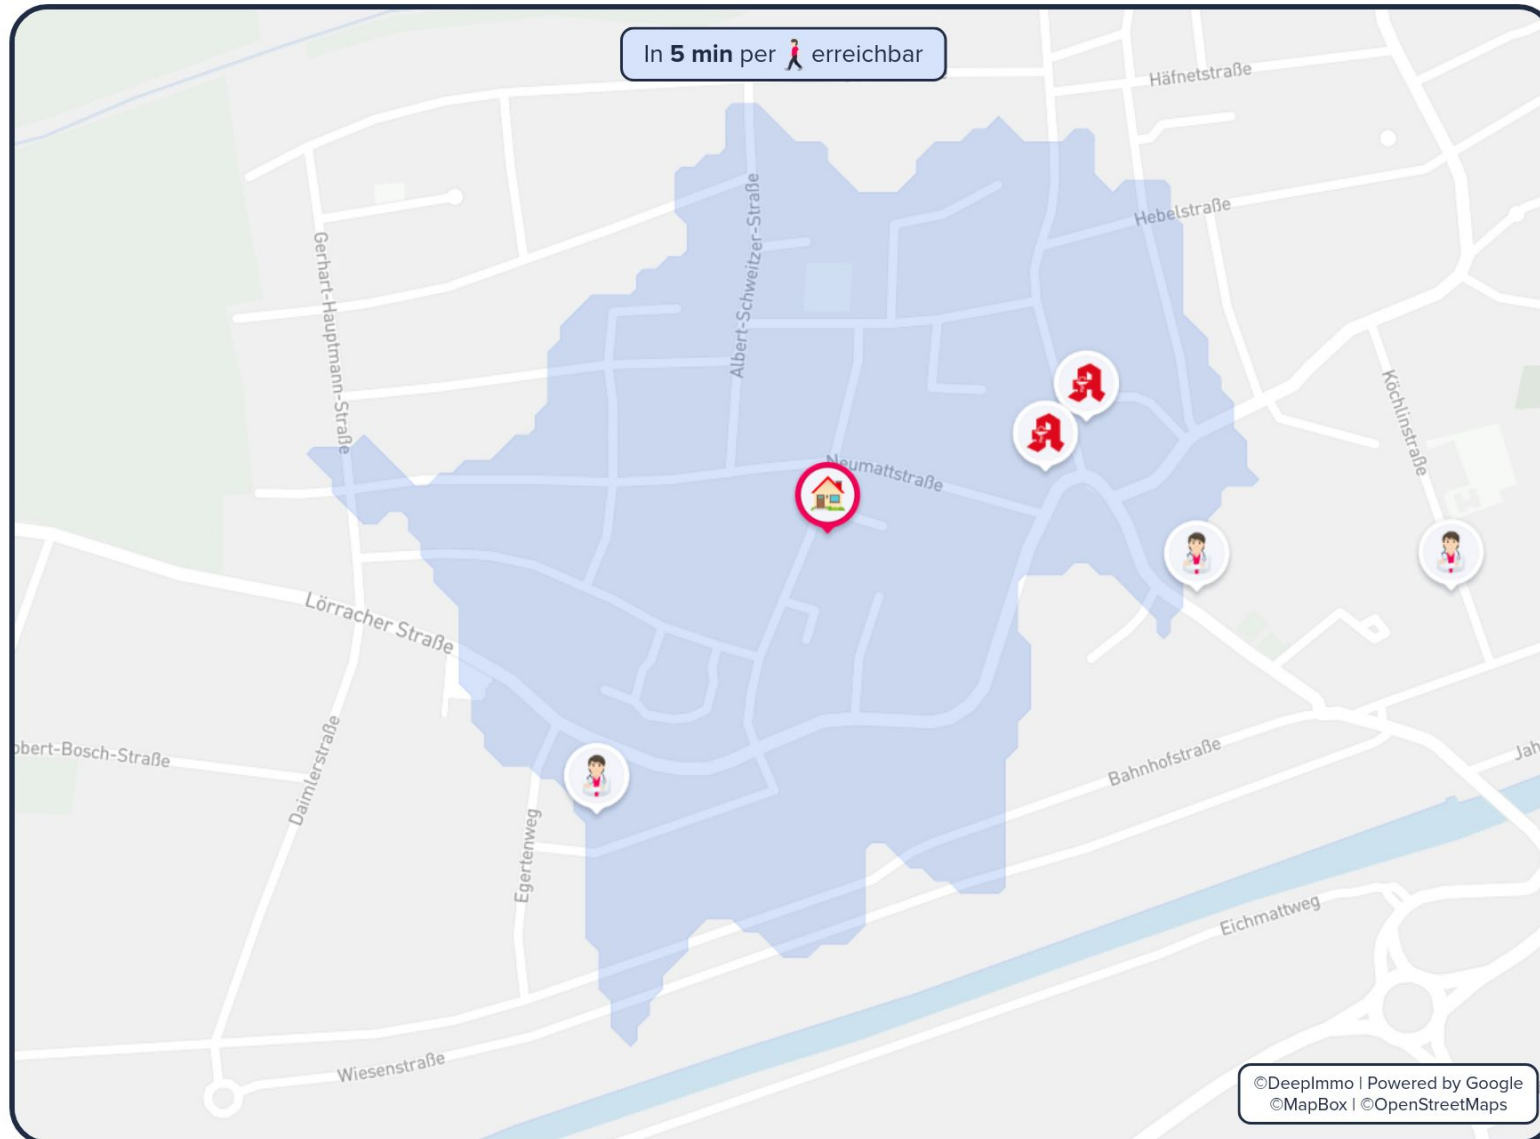 In 5 min per erreichbar
Häfnetstraße
Hebelstraße
Albert-Schweitzer-Straße
Gerhart-Hauptmann-Straße
Köchlinstraße
Neumattstraße
Lörracher Straße
obert-Bosch-Straße
Daimlerstraße
Egertenweg
Bahnhofstraße
Jah
Eichmattweg
Wiesenstraße
©DeepImmo | Powered by Google
©MapBox | ©OpenStreetMaps